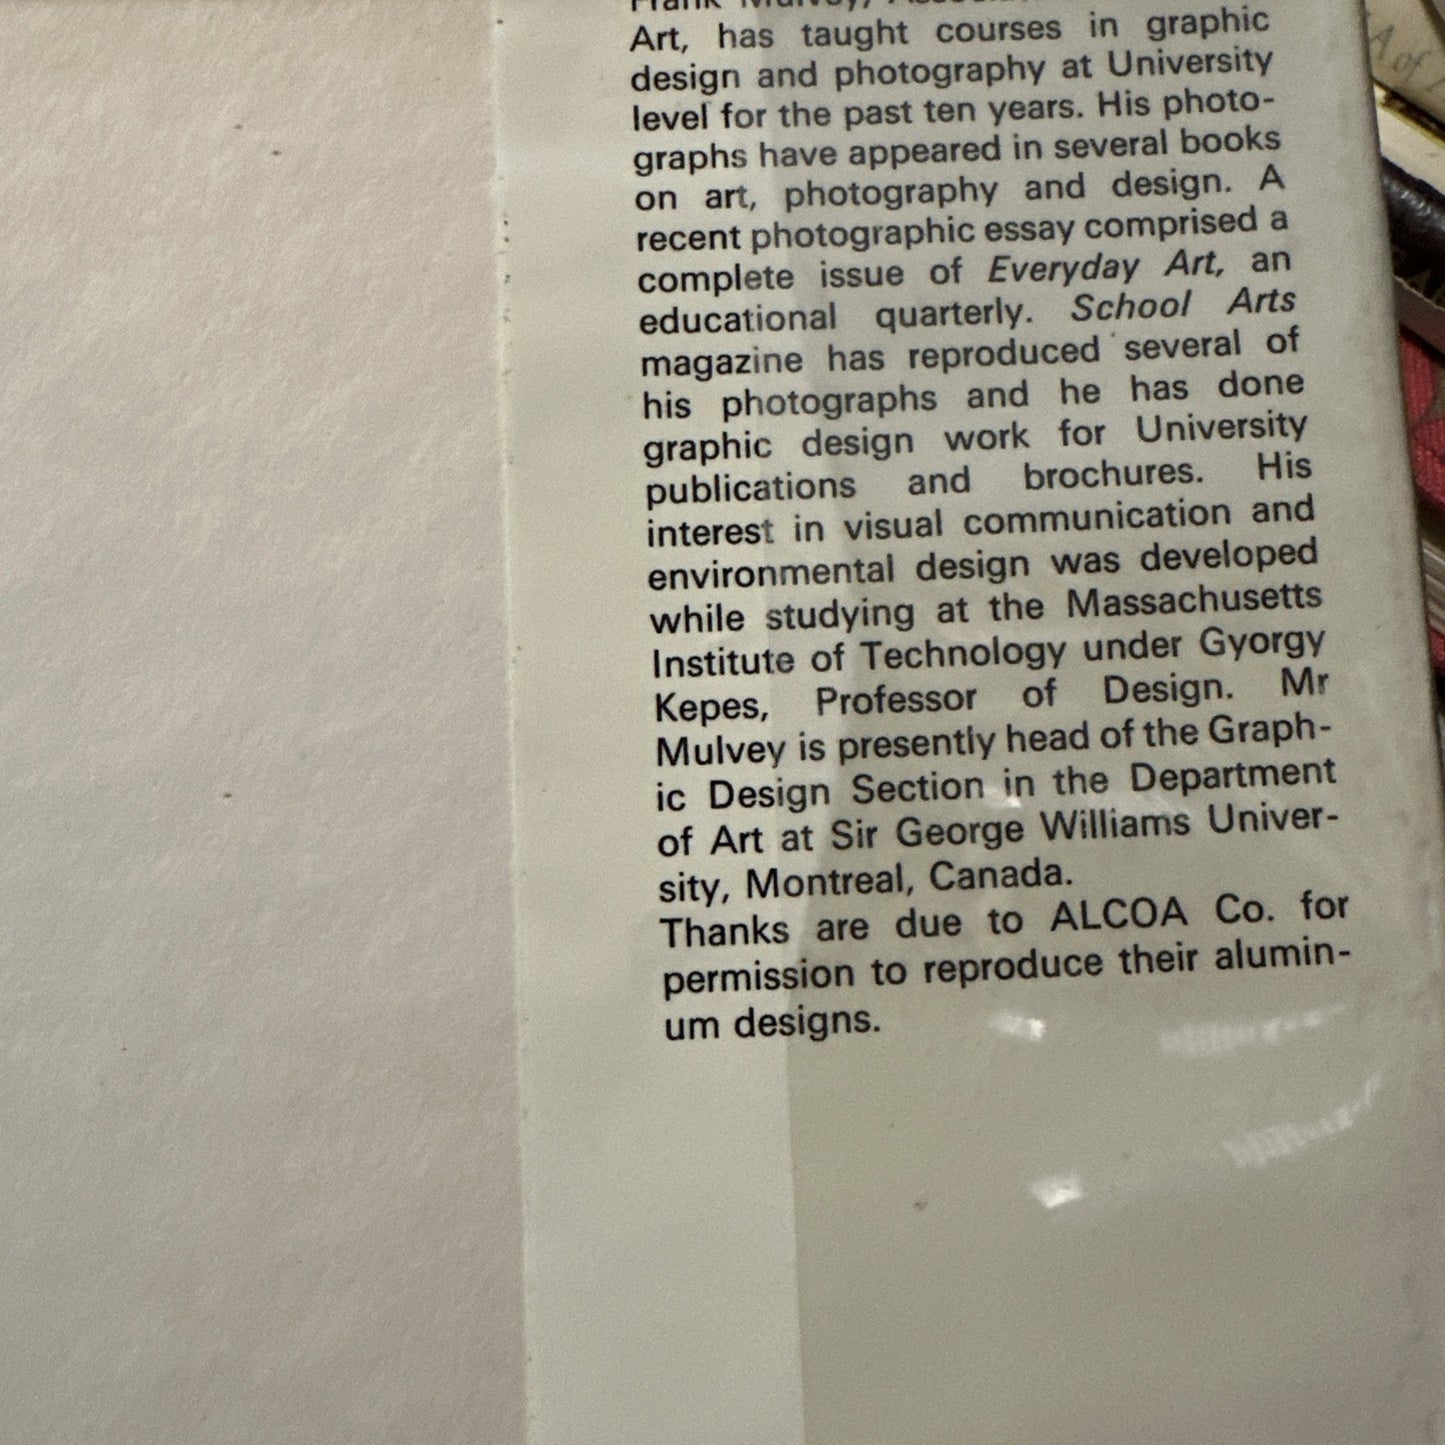 Frank Mulvey,
Art, has taught courses in graphic
design and photography at University
level for the past ten years. His photo-
graphs have appeared in several books
on art, photography and design. A
recent photographic essay comprised a
complete issue of Everyday Art, an
educational quarterly. School Arts
magazine has reproduced several of
his photographs and he has done
graphic design work for University
publications and brochures. His
interest in visual communication and
environmental design was developed
while studying at the Massachusetts
Institute of Technology under Gyorgy
Kepes, Professor of Design. Mr
Mulvey is presently head of the Graph-
ic Design Section in the Department
of Art at Sir George Williams Univer-
sity, Montreal, Canada.
Thanks are due to ALCOA Co. for
permission to reproduce their alumin-
um designs.
A of